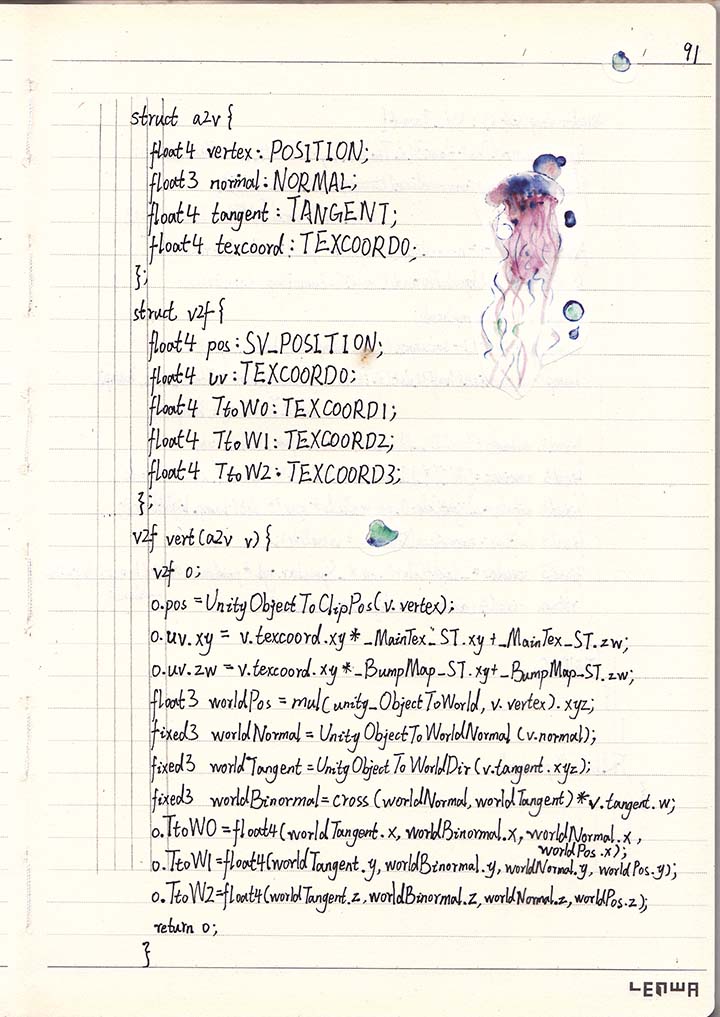 91
struct a2v {
float4 vertex : POSITION;
float3 normal : NORMAL;
float4 tangent : TANGENT;
float4 texcoord : TEXCOORD0;
};
struct v2f {
float4 pos : SV_POSITION;
float4 uv : TEXCOORD0;
float4 TtoW0 : TEXCOORD1;
float4 TtoW1 : TEXCOORD2;
float4 TtoW2 : TEXCOORD3;
};
v2f vert(a2v v) {
v2f o;
o.pos = UnityObjectToClipPos(v.vertex);
o.uv.xy = v.texcoord.xy * _MainTex_ST.xy + _MainTex_ST.zw;
o.uv.zw = v.texcoord.xy * _BumpMap_ST.xy + _BumpMap_ST.zw;
float3 worldPos = mul(unity_ObjectToWorld, v.vertex).xyz;
fixed3 worldNormal = UnityObjectToWorldNormal(v.normal);
fixed3 worldTangent = UnityObjectToWorldDir(v.tangent.xyz);
fixed3 worldBinormal = cross(worldNormal, worldTangent) * v.tangent.w;
o.TtoW0 = float4(worldTangent.x, worldBinormal.x, worldNormal.x,
worldPos.x);
o.TtoW1 = float4(worldTangent.y, worldBinormal.y, worldNormal.y, worldPos.y);
o.TtoW2 = float4(worldTangent.z, worldBinormal.z, worldNormal.z, worldPos.z);
return o;
}